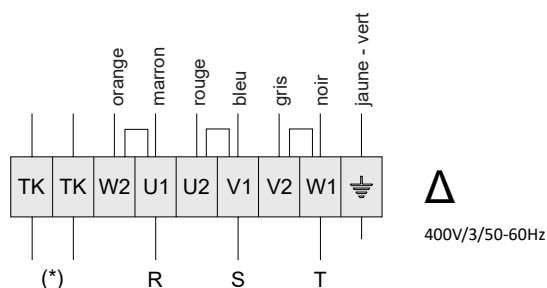 orange marron rouge bleu gris noir jaune - vert
TK TK W2 U1 U2 V1 V2 W1
Δ
400V/3/50-60Hz
(*) R S T